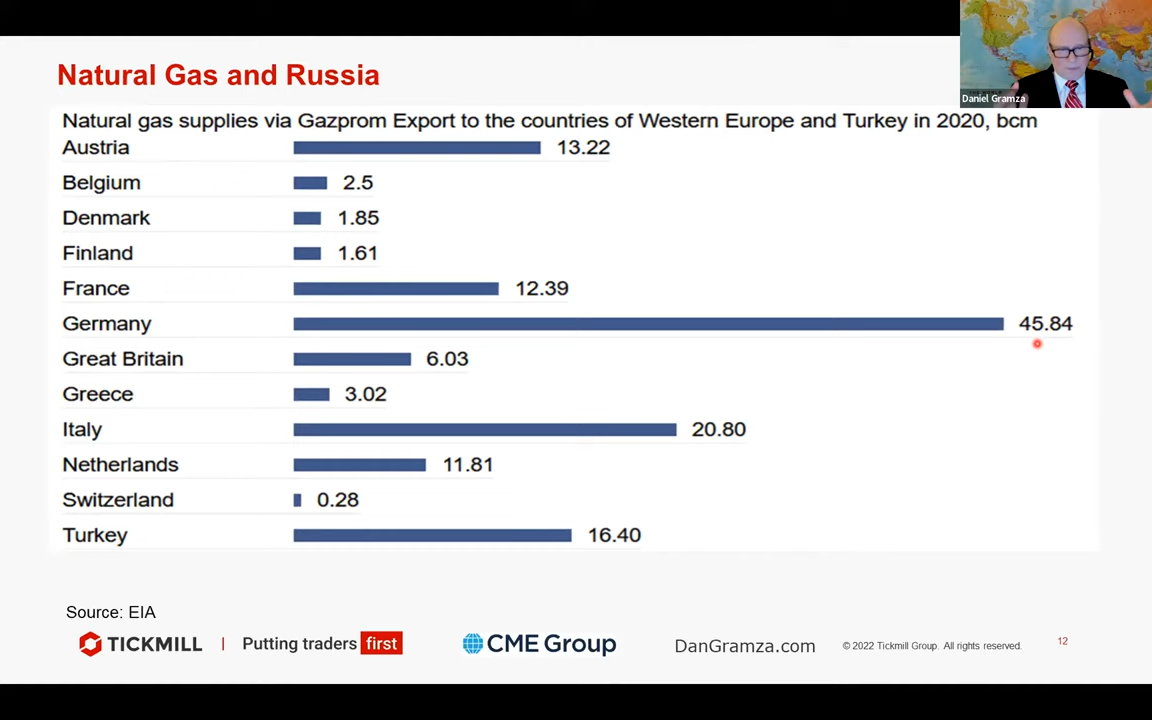 Natural Gas and Russia
Daniel Gramza
Natural gas supplies via Gazprom Export to the countries of Western Europe and Turkey in 2020, bcm
Austria 13.22
Belgium 2.5
Denmark 1.85
Finland 1.61
France 12.39
Germany 45.84
Great Britain 6.03
Greece 3.02
Italy 20.80
Netherlands 11.81
Switzerland 0.28
Turkey 16.40
Source: EIA
TICKMILL | Putting traders first CME Group DanGramza.com © 2022 Tickmill Group. All rights reserved. 12